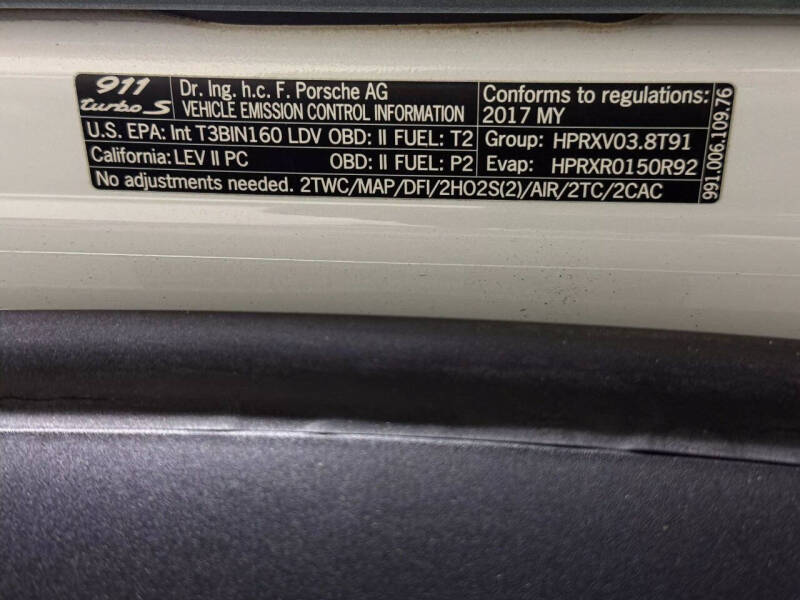 911
turbo S
Dr. Ing. h.c. F. Porsche AG
VEHICLE EMISSION CONTROL INFORMATION
Conforms to regulations:
2017 MY
U.S. EPA: Int T3BIN160 LDV OBD: II FUEL: T2
Group: HPRXV03.8T91
California: LEV II PC OBD: II FUEL: P2
Evap: HPRXR0150R92
No adjustments needed. 2TWC/MAP/DFI/2HO2S(2)/AIR/2TC/2CAC
991.006.109.76